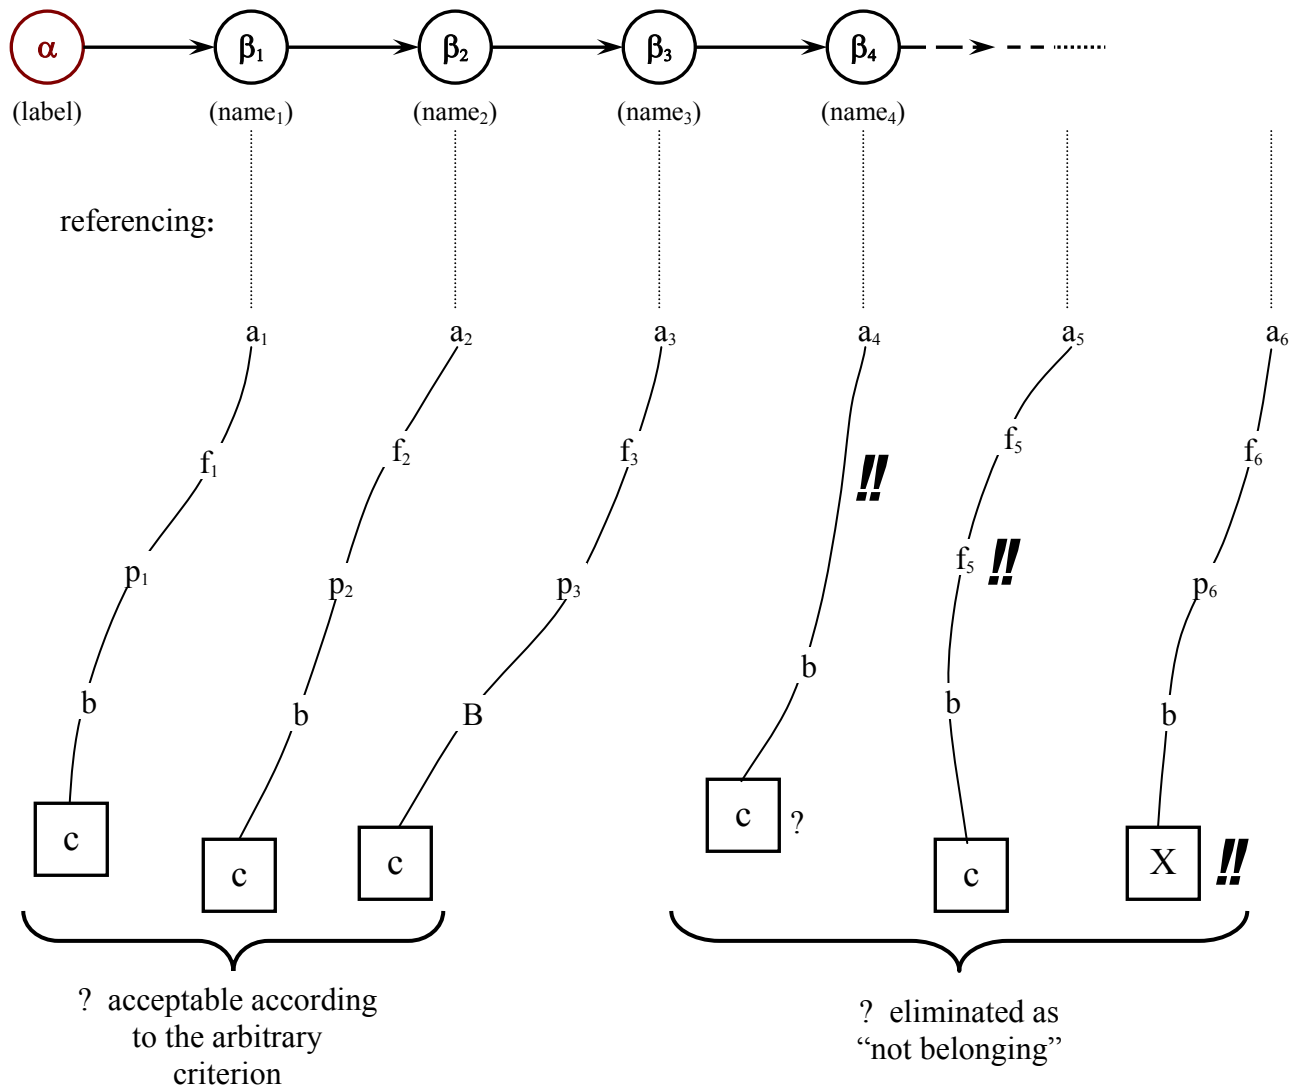 α β₁ β₂ β₃ β₄
(label) (name₁) (name₂) (name₃) (name₄)
referencing:
a₁ a₂ a₃ a₄ a₅ a₆
f₁ f₂ f₃ f₅ f₆
!!
p₁ p₂ p₃ f₅ !! p₆
b b B b b b
c c c c ? c X !!
? acceptable according
to the arbitrary
criterion
? eliminated as
“not belonging”